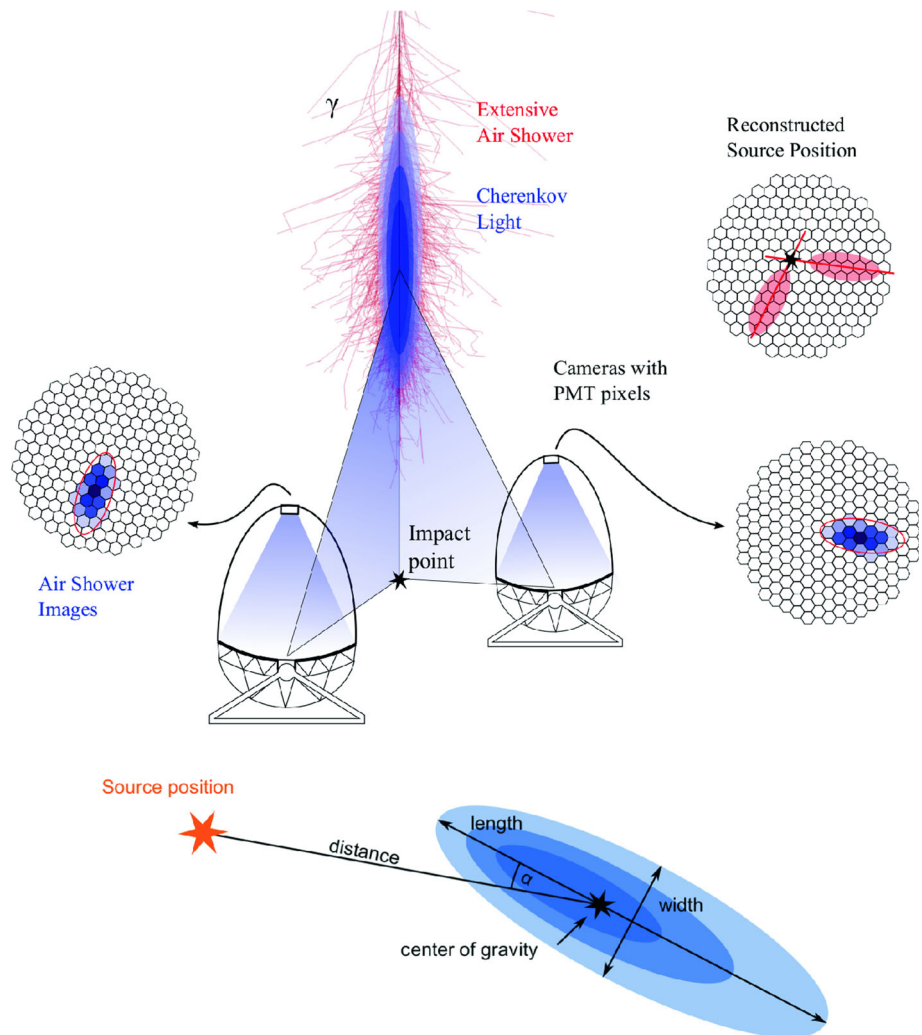 γ
Extensive
Air Shower
Cherenkov
Light
Reconstructed
Source Position
Cameras with
PMT pixels
Impact
point
Air Shower
Images
Source position
length
distance
α
width
center of gravity